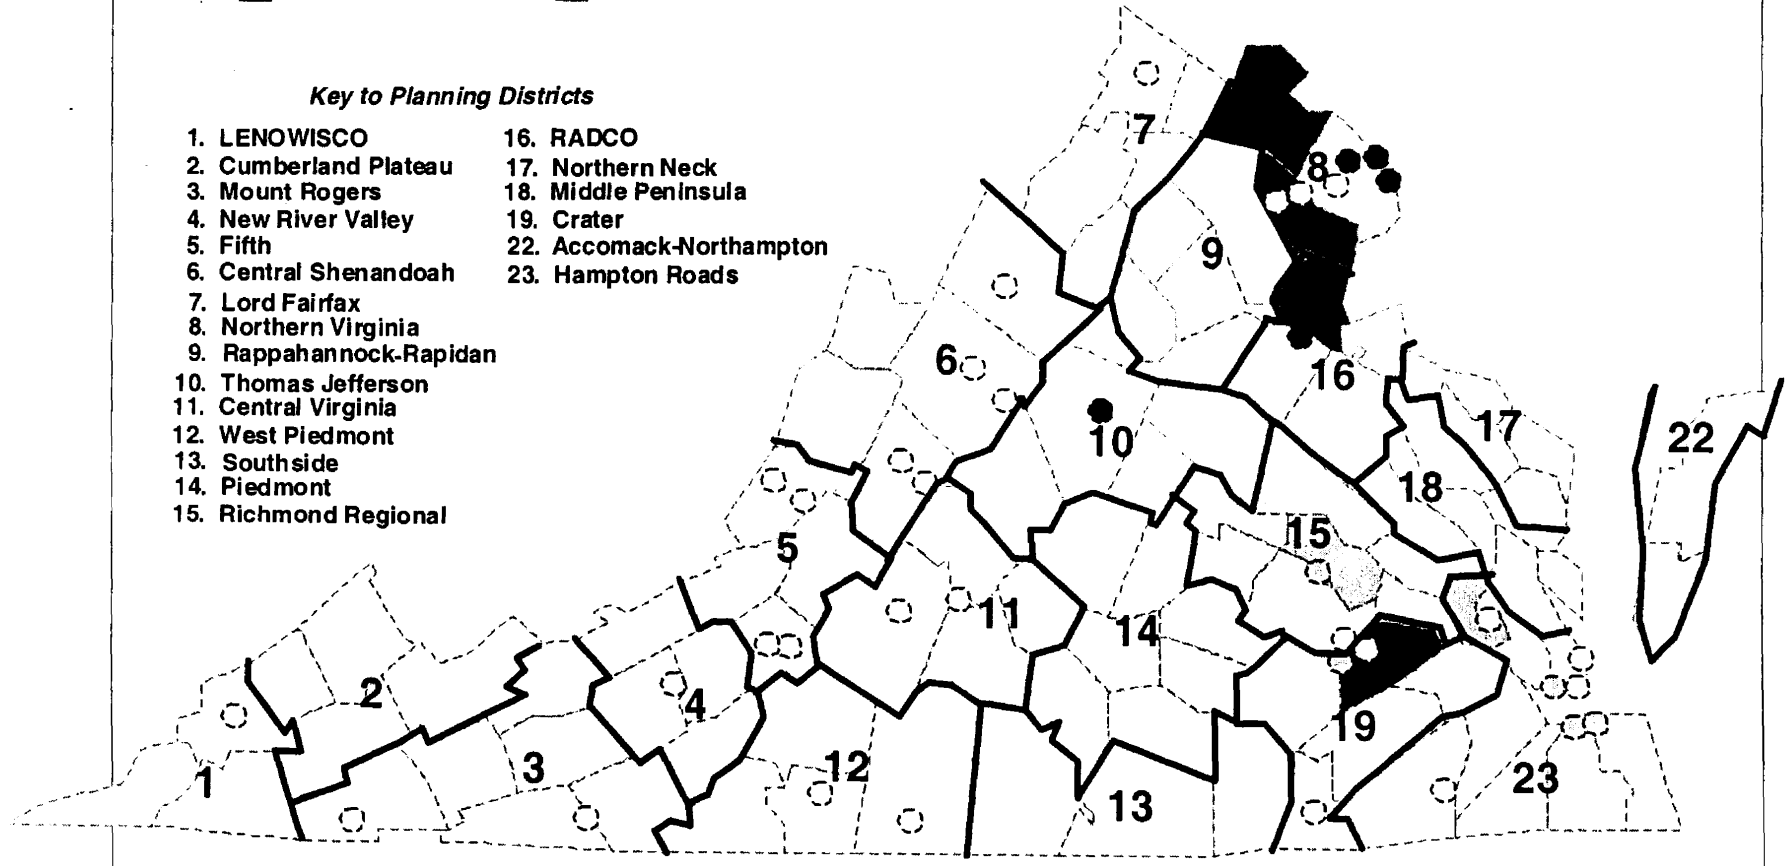 Key to Planning Districts
1. LENOWISCO
2. Cumberland Plateau
3. Mount Rogers
4. New River Valley
5. Fifth
6. Central Shenandoah
7. Lord Fairfax
8. Northern Virginia
9. Rappahannock-Rapidan
10. Thomas Jefferson
11. Central Virginia
12. West Piedmont
13. Southside
14. Piedmont
15. Richmond Regional
16. RADCO
17. Northern Neck
18. Middle Peninsula
19. Crater
22. Accomack-Northampton
23. Hampton Roads
7
8
9
6
16
10
17
22
18
15
5
11
14
2
4
19
1
3
12
13
23